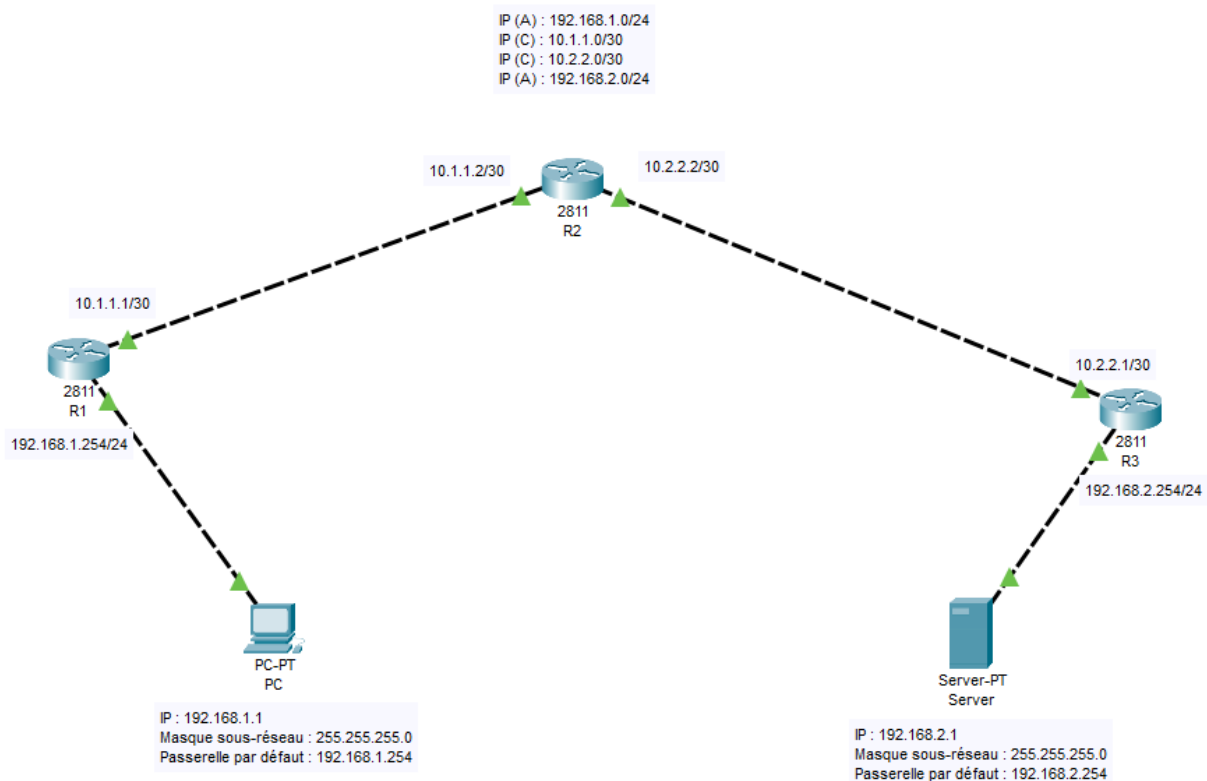 IP (A) : 192.168.1.0/24
IP (C) : 10.1.1.0/30
IP (C) : 10.2.2.0/30
IP (A) : 192.168.2.0/24
10.1.1.2/30
10.2.2.2/30
2811
R2
10.1.1.1/30
2811
R1
192.168.1.254/24
10.2.2.1/30
2811
R3
192.168.2.254/24
PC-PT
PC
IP : 192.168.1.1
Masque sous-réseau : 255.255.255.0
Passerelle par défaut : 192.168.1.254
Server-PT
Server
IP : 192.168.2.1
Masque sous-réseau : 255.255.255.0
Passerelle par défaut : 192.168.2.254